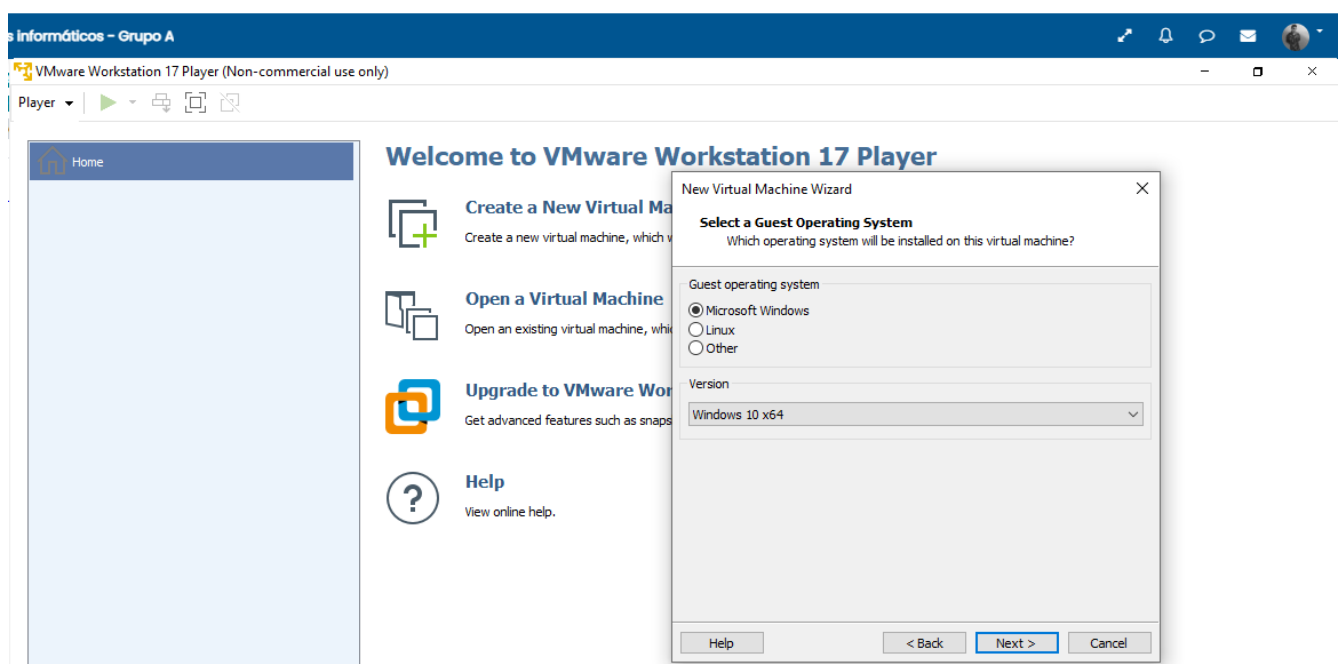 s informáticos - Grupo A
VMware Workstation 17 Player (Non-commercial use only)
Player
Home
Welcome to VMware Workstation 17 Player
Create a New Virtual Ma
Create a new virtual machine, which
Open a Virtual Machine
Open an existing virtual machine, whi
Upgrade to VMware Wor
Get advanced features such as snaps
Help
View online help.
New Virtual Machine Wizard
Select a Guest Operating System
Which operating system will be installed on this virtual machine?
Guest operating system
Microsoft Windows
Linux
Other
Version
Windows 10 x64
Help
< Back
Next >
Cancel